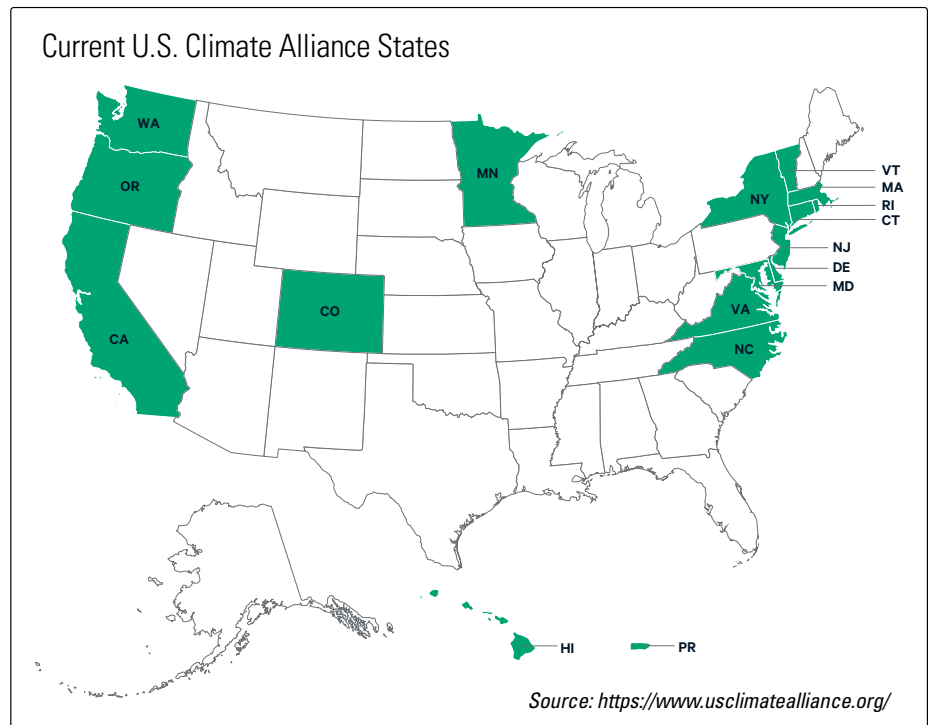 Current U.S. Climate Alliance States
WA
OR
MN
VT
MA
NY
RI
CT
NJ
DE
MD
CO
VA
CA
NC
HI
PR
Source: https://www.usclimatealliance.org/